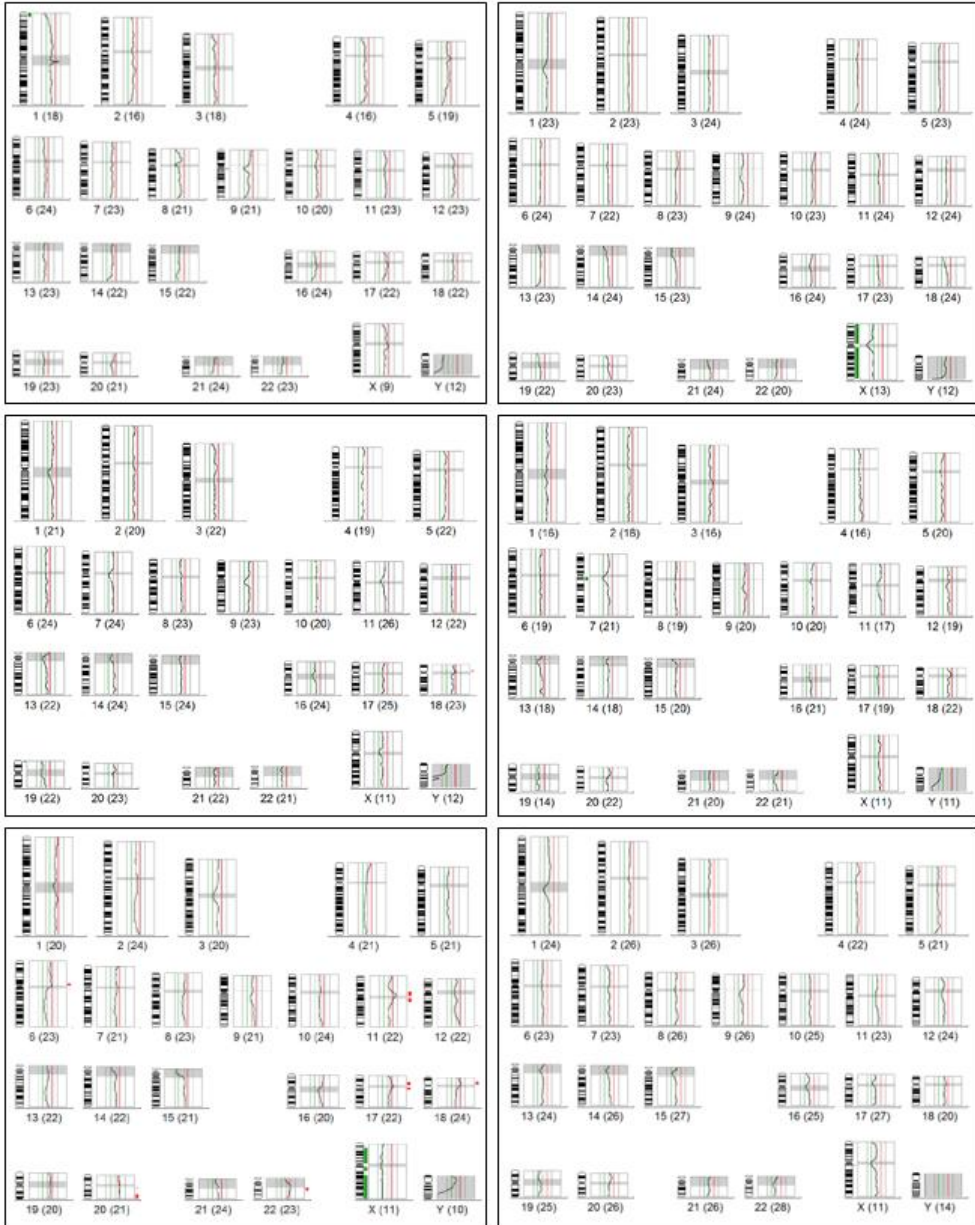 1 (18) 2 (16) 3 (18) 4 (16) 5 (19)
6 (24) 7 (23) 8 (21) 9 (21) 10 (20) 11 (23) 12 (23)
13 (23) 14 (22) 15 (22) 16 (24) 17 (22) 18 (22)
19 (23) 20 (21) 21 (24) 22 (23) X (9) Y (12)
1 (23) 2 (23) 3 (24) 4 (24) 5 (23)
6 (24) 7 (22) 8 (23) 9 (24) 10 (23) 11 (24) 12 (24)
13 (23) 14 (24) 15 (23) 16 (24) 17 (23) 18 (24)
19 (22) 20 (23) 21 (24) 22 (20) X (13) Y (12)
1 (21) 2 (20) 3 (22) 4 (19) 5 (22)
6 (24) 7 (24) 8 (23) 9 (23) 10 (20) 11 (26) 12 (22)
13 (22) 14 (24) 15 (24) 16 (24) 17 (25) 18 (23)
19 (22) 20 (23) 21 (22) 22 (21) X (11) Y (12)
1 (16) 2 (18) 3 (16) 4 (16) 5 (20)
6 (19) 7 (21) 8 (19) 9 (20) 10 (20) 11 (17) 12 (19)
13 (18) 14 (18) 15 (20) 16 (21) 17 (19) 18 (22)
19 (14) 20 (22) 21 (20) 22 (21) X (11) Y (11)
1 (20) 2 (24) 3 (20) 4 (21) 5 (21)
6 (23) 7 (21) 8 (23) 9 (21) 10 (24) 11 (22) 12 (22)
13 (22) 14 (22) 15 (21) 16 (20) 17 (22) 18 (24)
19 (20) 20 (21) 21 (24) 22 (23) X (11) Y (10)
1 (24) 2 (26) 3 (26) 4 (22) 5 (21)
6 (23) 7 (23) 8 (26) 9 (26) 10 (25) 11 (23) 12 (24)
13 (24) 14 (26) 15 (27) 16 (25) 17 (27) 18 (20)
19 (25) 20 (26) 21 (26) 22 (28) X (11) Y (14)